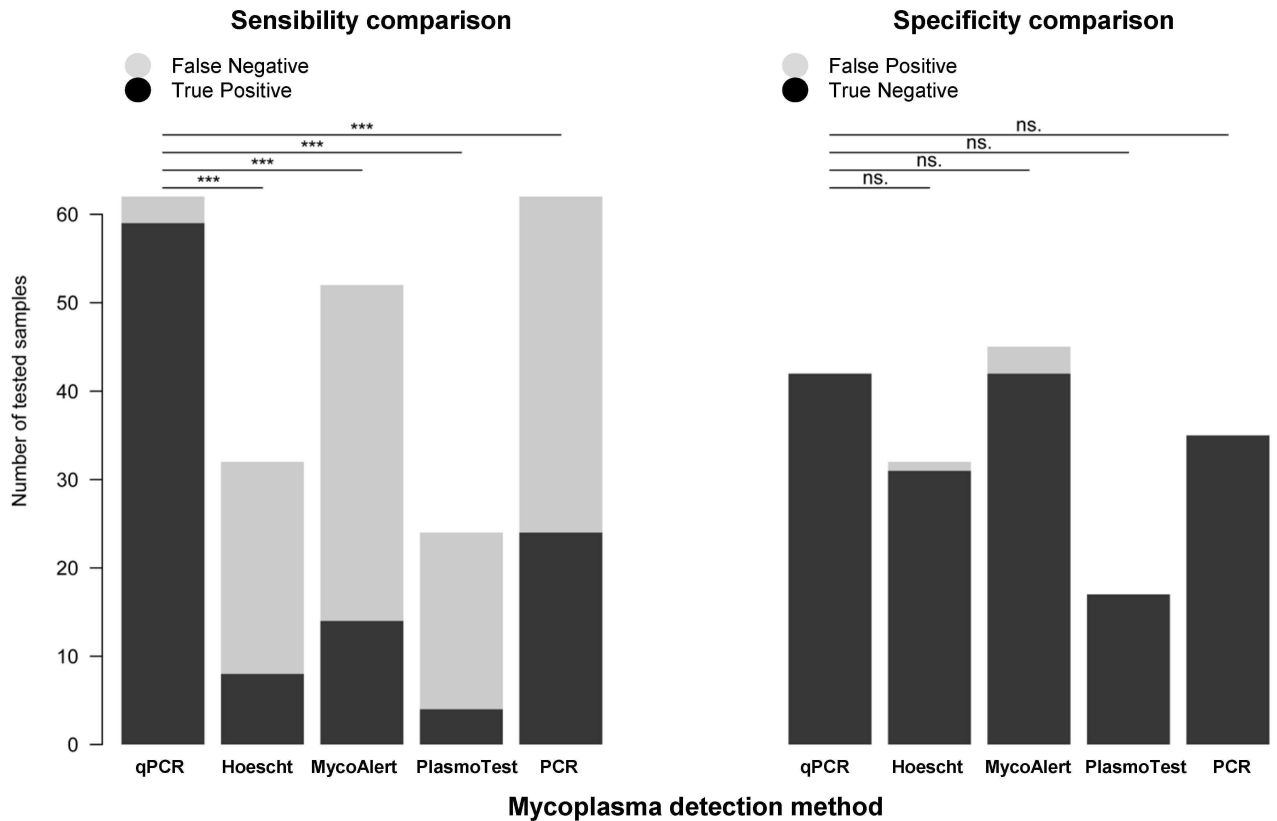 Sensibility comparison
False Negative
True Positive
***
***
***
***
60
50
40
30
20
10
0
Number of tested samples
qPCR Hoescht MycoAlert PlasmoTest PCR
Specificity comparison
False Positive
True Negative
ns.
ns.
ns.
ns.
qPCR Hoescht MycoAlert PlasmoTest PCR
Mycoplasma detection method